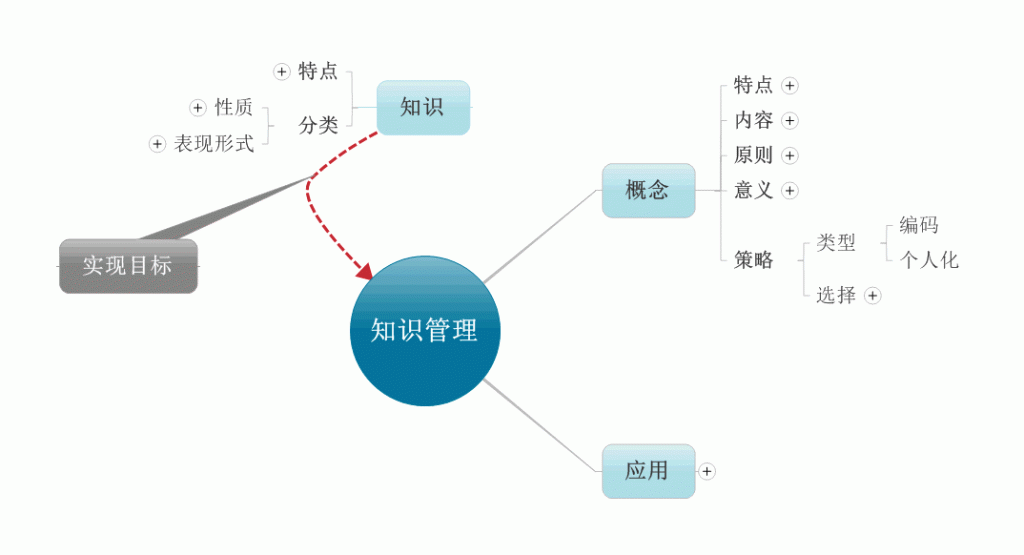 特点
知识
性质
分类
表现形式
实现目标
知识管理
概念
特点
内容
原则
意义
策略
类型
编码
个人化
选择
应用